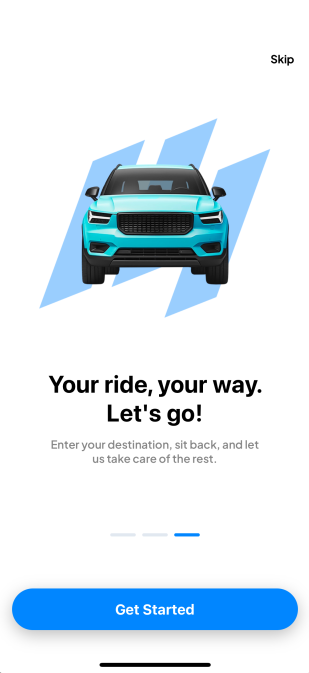 Skip
Your ride, your way.
Let's go!
Enter your destination, sit back, and let
us take care of the rest.
Get Started